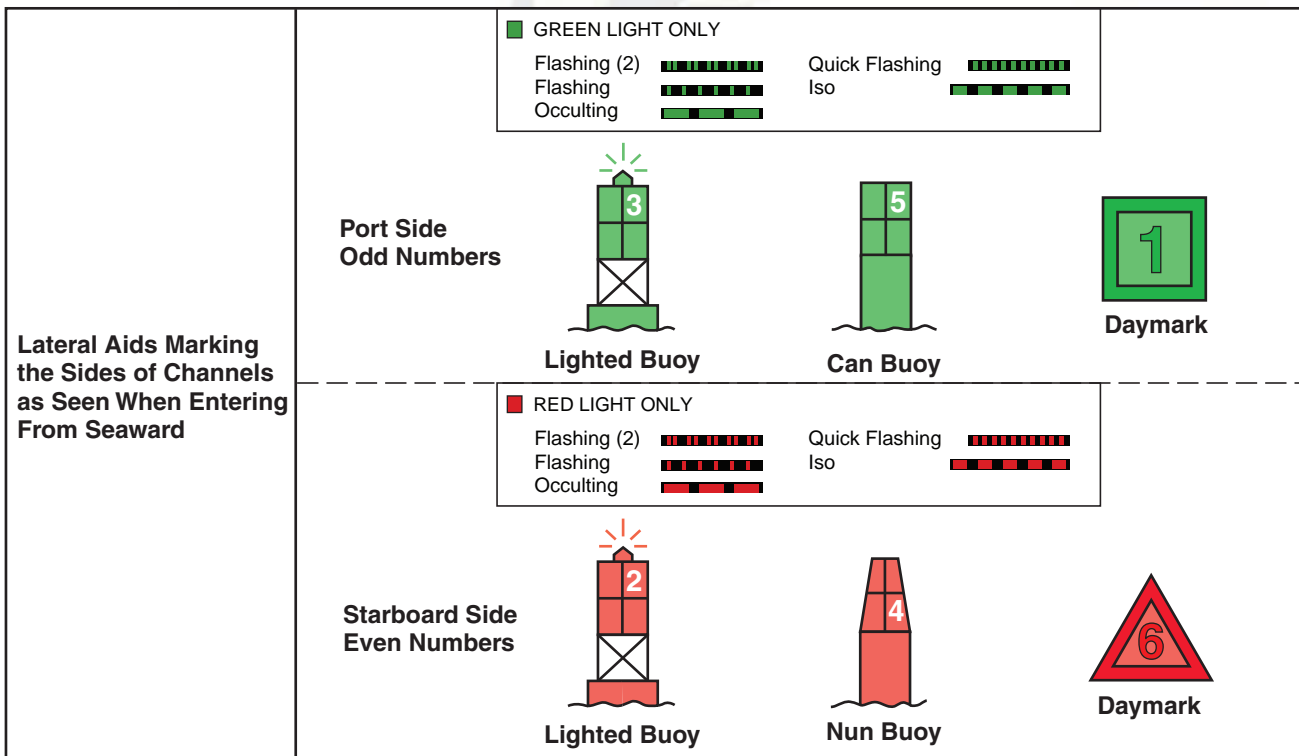 GREEN LIGHT ONLY
Flashing (2)
Quick Flashing
Flashing
Iso
Occulting
3
5
1
Port Side
Odd Numbers
Lighted Buoy
Can Buoy
Daymark
Lateral Aids Marking
the Sides of Channels
as Seen When Entering
From Seaward
RED LIGHT ONLY
Flashing (2)
Quick Flashing
Flashing
Iso
Occulting
2
4
6
Starboard Side
Even Numbers
Lighted Buoy
Nun Buoy
Daymark